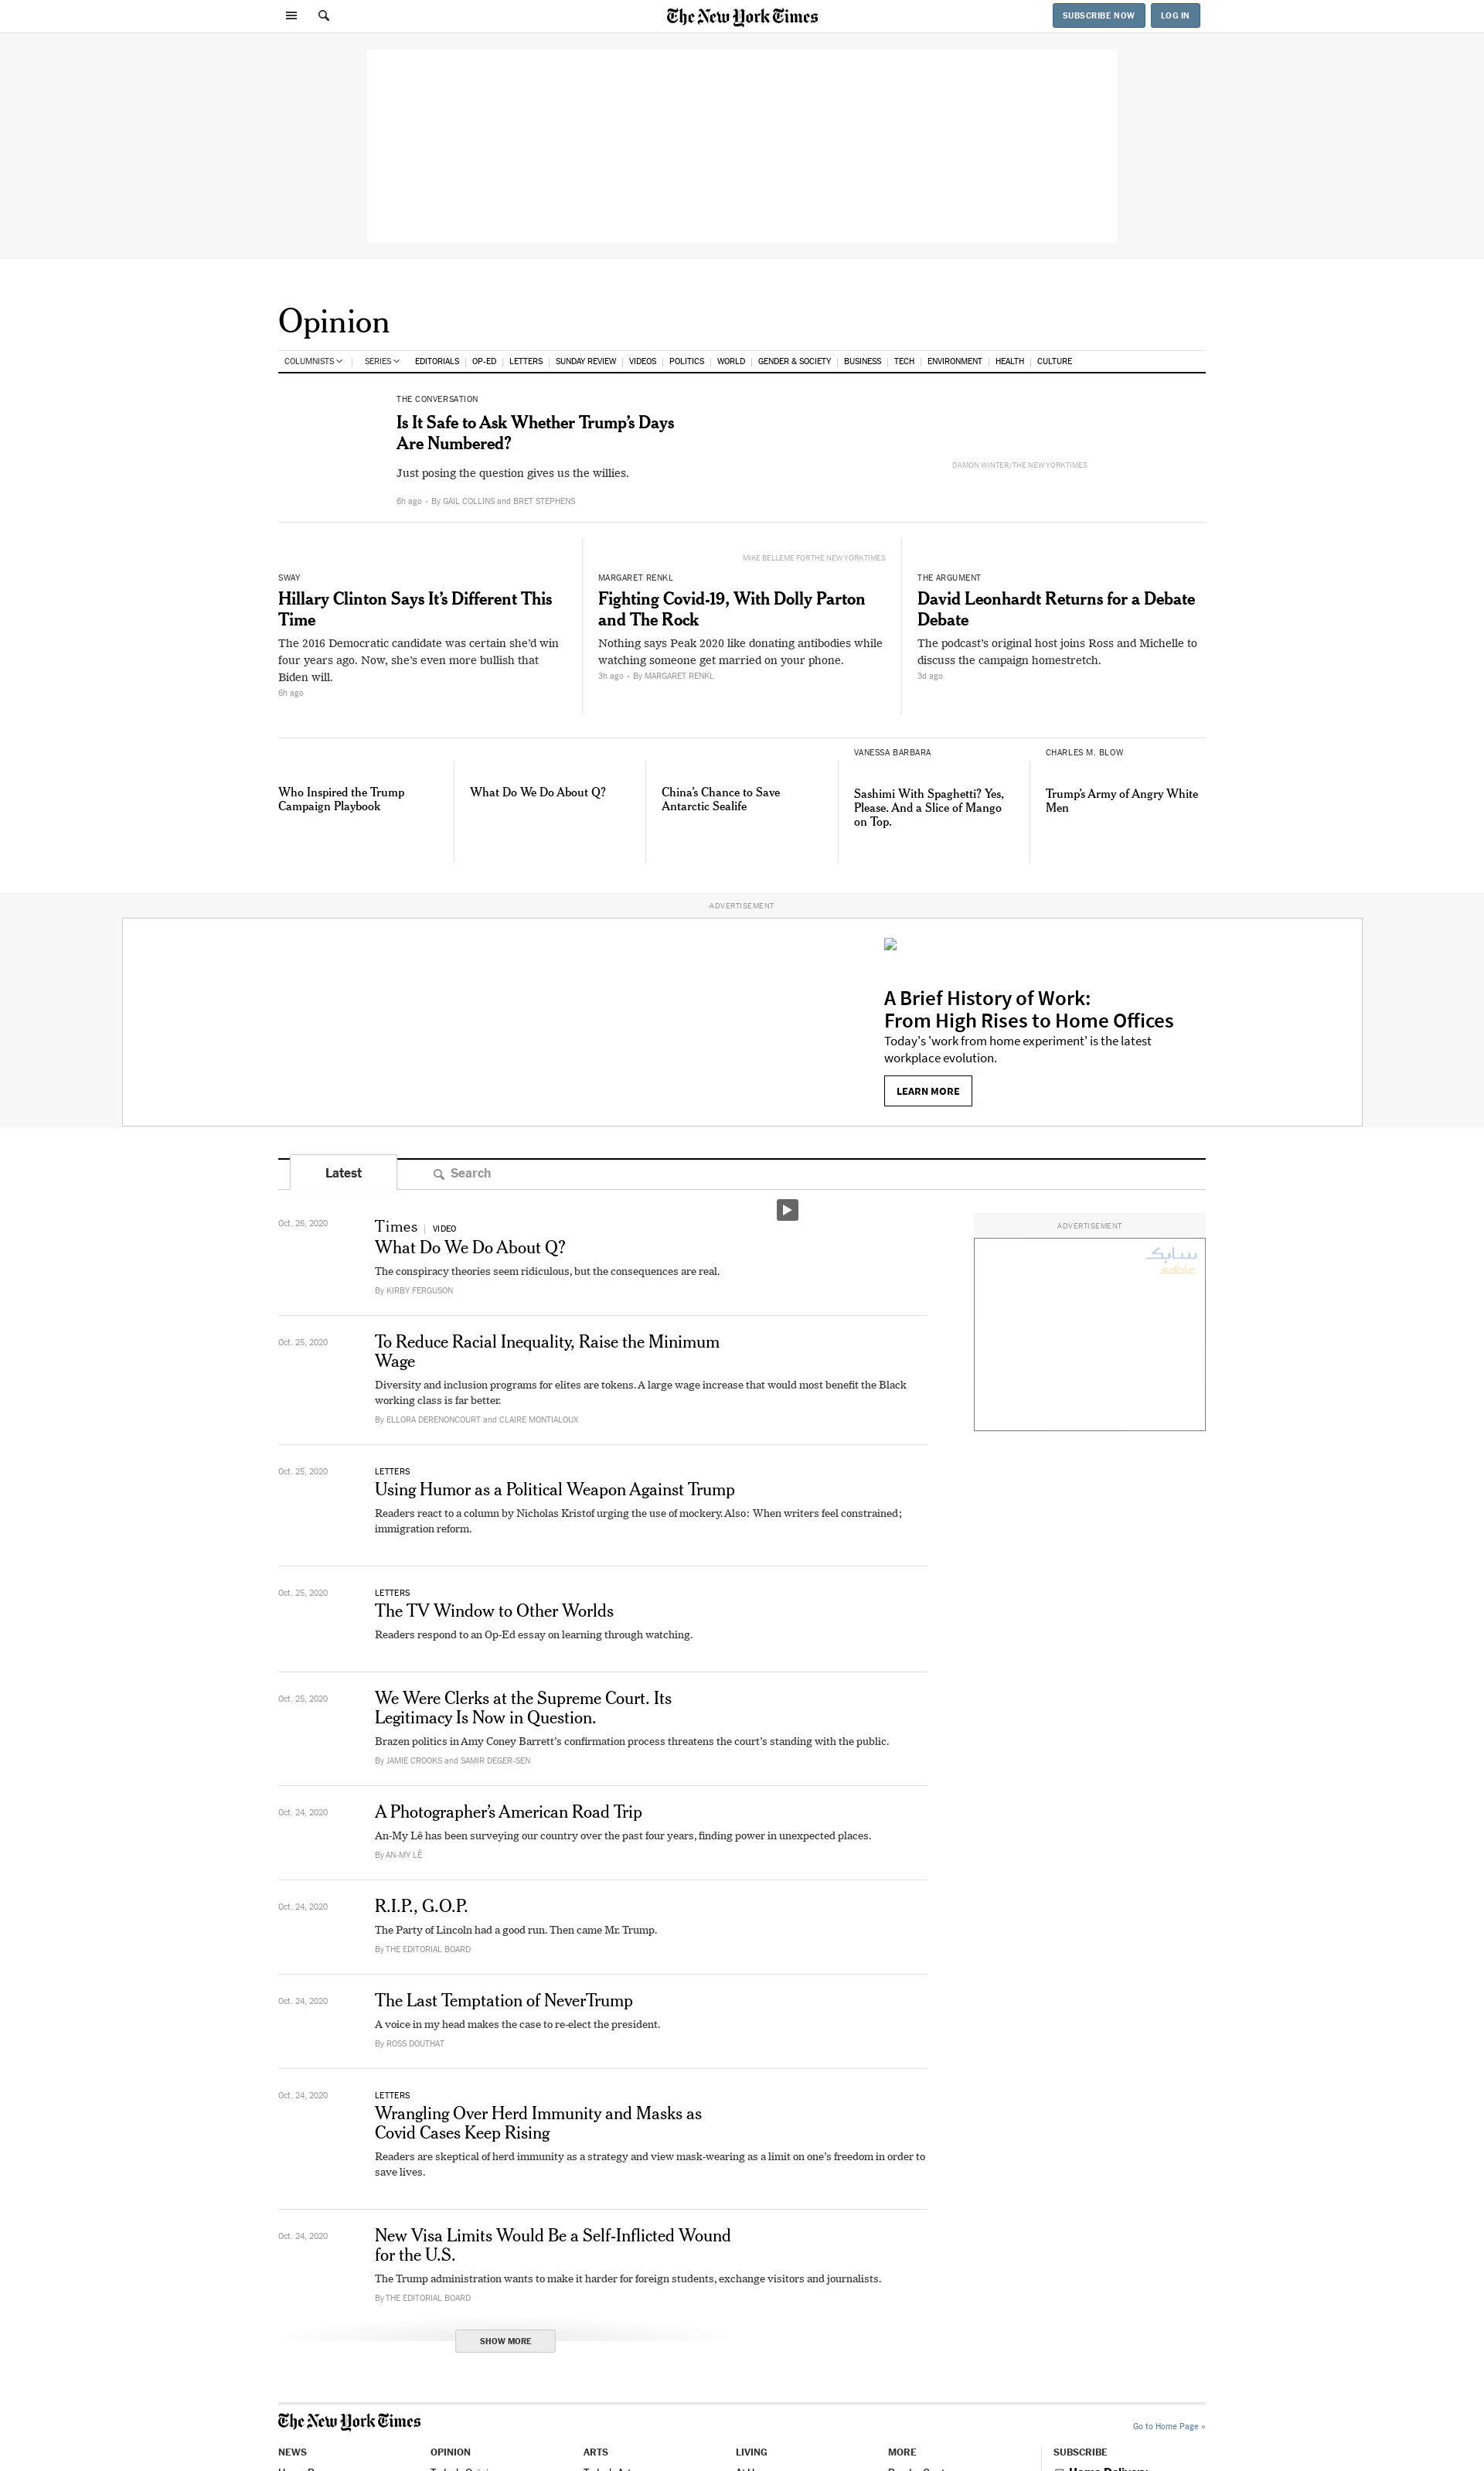 The New York Times
SUBSCRIBE NOW
LOG IN
Opinion
COLUMNISTS
SERIES
EDITORIALS
OP-ED
LETTERS
SUNDAY REVIEW
VIDEOS
POLITICS
WORLD
GENDER & SOCIETY
BUSINESS
TECH
ENVIRONMENT
HEALTH
CULTURE
THE CONVERSATION
Is It Safe to Ask Whether Trump’s Days
Are Numbered?
Just posing the question gives us the willies.
6h ago • By GAIL COLLINS and BRET STEPHENS
DAMON WINTER/THE NEW YORK TIMES
SWAY
Hillary Clinton Says It’s Different This
Time
The 2016 Democratic candidate was certain she’d win
four years ago. Now, she’s even more bullish that
Biden will.
6h ago
MIKE BELLEME FOR THE NEW YORK TIMES
MARGARET RENKL
Fighting Covid-19, With Dolly Parton
and The Rock
Nothing says Peak 2020 like donating antibodies while
watching someone get married on your phone.
3h ago • By MARGARET RENKL
THE ARGUMENT
David Leonhardt Returns for a Debate
Debate
The podcast’s original host joins Ross and Michelle to
discuss the campaign homestretch.
3d ago
Who Inspired the Trump
Campaign Playbook
What Do We Do About Q?
China’s Chance to Save
Antarctic Sealife
VANESSA BARBARA
Sashimi With Spaghetti? Yes,
Please. And a Slice of Mango
on Top.
CHARLES M. BLOW
Trump’s Army of Angry White
Men
ADVERTISEMENT
A Brief History of Work:
From High Rises to Home Offices
Today's 'work from home experiment' is the latest
workplace evolution.
LEARN MORE
Latest
Search
Oct. 26, 2020
Times | VIDEO
What Do We Do About Q?
The conspiracy theories seem ridiculous, but the consequences are real.
By KIRBY FERGUSON
ADVERTISEMENT
سابك
sabic
Oct. 25, 2020
To Reduce Racial Inequality, Raise the Minimum
Wage
Diversity and inclusion programs for elites are tokens. A large wage increase that would most benefit the Black
working class is far better.
By ELLORA DERENONCOURT and CLAIRE MONTIALOUX
Oct. 25, 2020
LETTERS
Using Humor as a Political Weapon Against Trump
Readers react to a column by Nicholas Kristof urging the use of mockery. Also: When writers feel constrained;
immigration reform.
Oct. 25, 2020
LETTERS
The TV Window to Other Worlds
Readers respond to an Op-Ed essay on learning through watching.
Oct. 25, 2020
We Were Clerks at the Supreme Court. Its
Legitimacy Is Now in Question.
Brazen politics in Amy Coney Barrett’s confirmation process threatens the court’s standing with the public.
By JAMIE CROOKS and SAMIR DEGER-SEN
Oct. 24, 2020
A Photographer’s American Road Trip
An-My Lê has been surveying our country over the past four years, finding power in unexpected places.
By AN-MY LÊ
Oct. 24, 2020
R.I.P., G.O.P.
The Party of Lincoln had a good run. Then came Mr. Trump.
By THE EDITORIAL BOARD
Oct. 24, 2020
The Last Temptation of NeverTrump
A voice in my head makes the case to re-elect the president.
By ROSS DOUTHAT
Oct. 24, 2020
LETTERS
Wrangling Over Herd Immunity and Masks as
Covid Cases Keep Rising
Readers are skeptical of herd immunity as a strategy and view mask-wearing as a limit on one’s freedom in order to
save lives.
Oct. 24, 2020
New Visa Limits Would Be a Self-Inflicted Wound
for the U.S.
The Trump administration wants to make it harder for foreign students, exchange visitors and journalists.
By THE EDITORIAL BOARD
SHOW MORE
The New York Times
Go to Home Page »
NEWS
OPINION
ARTS
LIVING
MORE
SUBSCRIBE